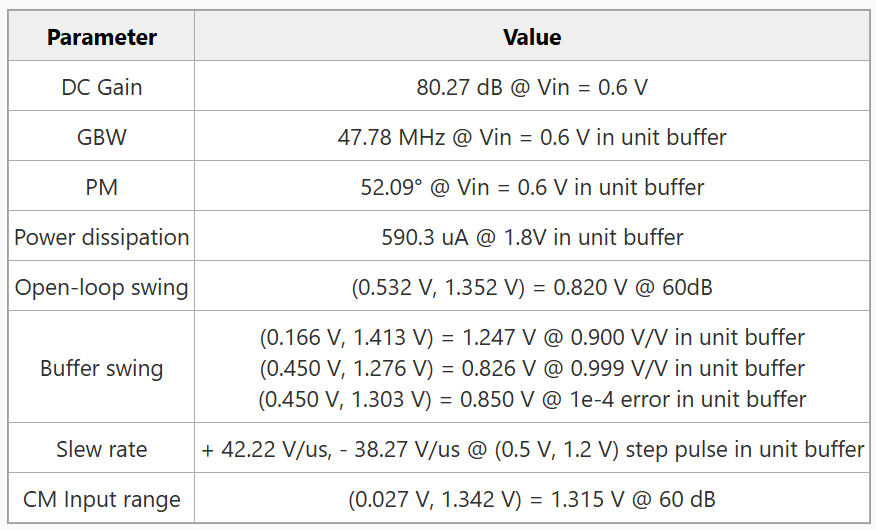 Parameter Value
DC Gain 80.27 dB @ Vin = 0.6 V
GBW 47.78 MHz @ Vin = 0.6 V in unit buffer
PM 52.09° @ Vin = 0.6 V in unit buffer
Power dissipation 590.3 uA @ 1.8V in unit buffer
Open-loop swing (0.532 V, 1.352 V) = 0.820 V @ 60dB
(0.166 V, 1.413 V) = 1.247 V @ 0.900 V/V in unit buffer
Buffer swing (0.450 V, 1.276 V) = 0.826 V @ 0.999 V/V in unit buffer
(0.450 V, 1.303 V) = 0.850 V @ 1e-4 error in unit buffer
Slew rate + 42.22 V/us, - 38.27 V/us @ (0.5 V, 1.2 V) step pulse in unit buffer
CM Input range (0.027 V, 1.342 V) = 1.315 V @ 60 dB